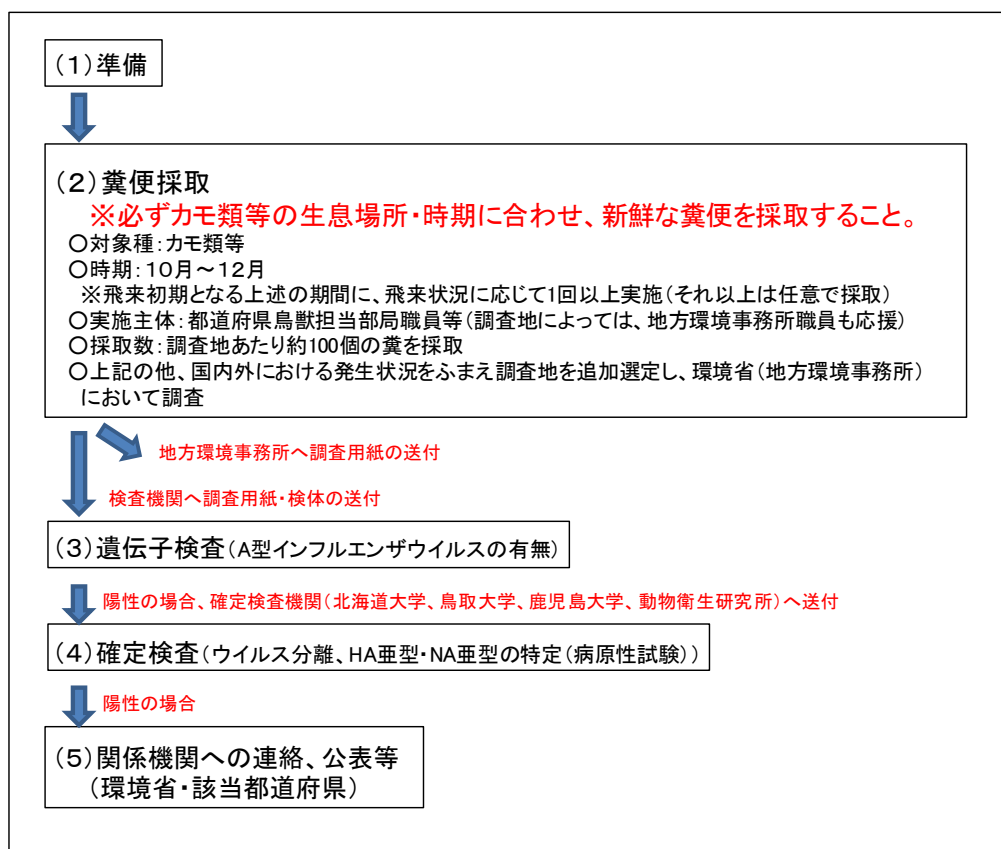 (1)準備
(2)糞便採取
※必ずカモ類等の生息場所・時期に合わせ、新鮮な糞便を採取すること。
○対象種:カモ類等
○時期:10月~12月
※飛来初期となる上述の期間に、飛来状況に応じて1回以上実施(それ以上は任意で採取)
○実施主体:都道府県鳥獣担当部局職員等(調査地によっては、地方環境事務所職員も応援)
○採取数:調査地あたり約100個の糞を採取
○上記の他、国内外における発生状況をふまえ調査地を追加選定し、環境省(地方環境事務所)
において調査
地方環境事務所へ調査用紙の送付
検査機関へ調査用紙・検体の送付
(3)遺伝子検査(A型インフルエンザウイルスの有無)
陽性の場合、確定検査機関(北海道大学、鳥取大学、鹿児島大学、動物衛生研究所)へ送付
(4)確定検査(ウイルス分離、HA亜型・NA亜型の特定(病原性試験))
陽性の場合
(5)関係機関への連絡、公表等
(環境省・該当都道府県)